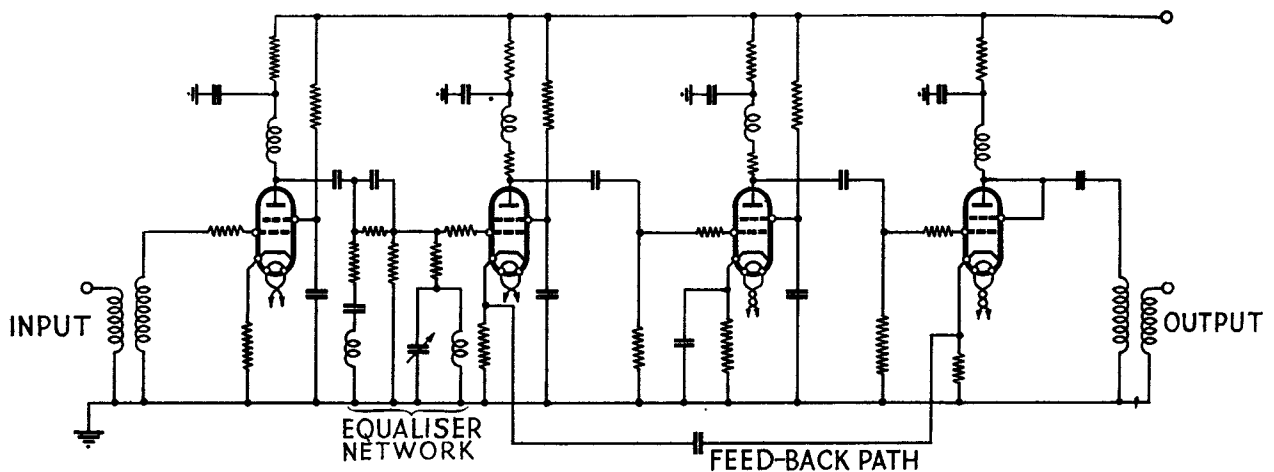 INPUT
OUTPUT
EQUALISER
NETWORK
FEED-BACK PATH